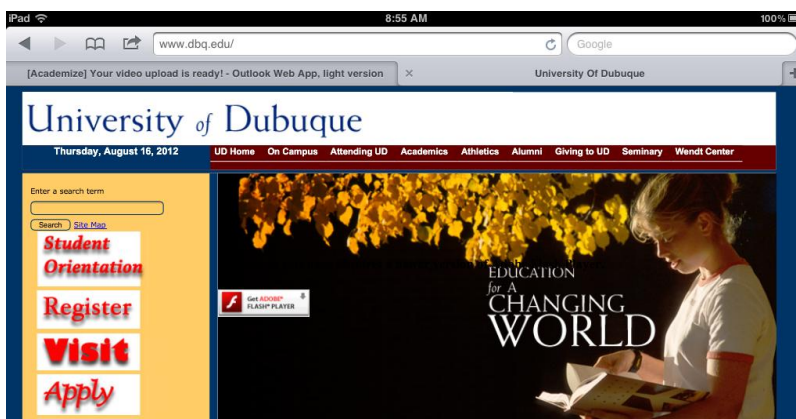 iPad 8:55 AM 100%
www.dbq.edu/ Google
[Academize] Your video upload is ready! - Outlook Web App, light version University Of Dubuque
University of Dubuque
Thursday, August 16, 2012 UD Home On Campus Attending UD Academics Athletics Alumni Giving to UD Seminary Wendt Center
Enter a search term
Search Site Map
Student
Orientation
Register
Visit
Apply
Get ADOBE®
FLASH® PLAYER
EDUCATION
for A
CHANGING
WORLD